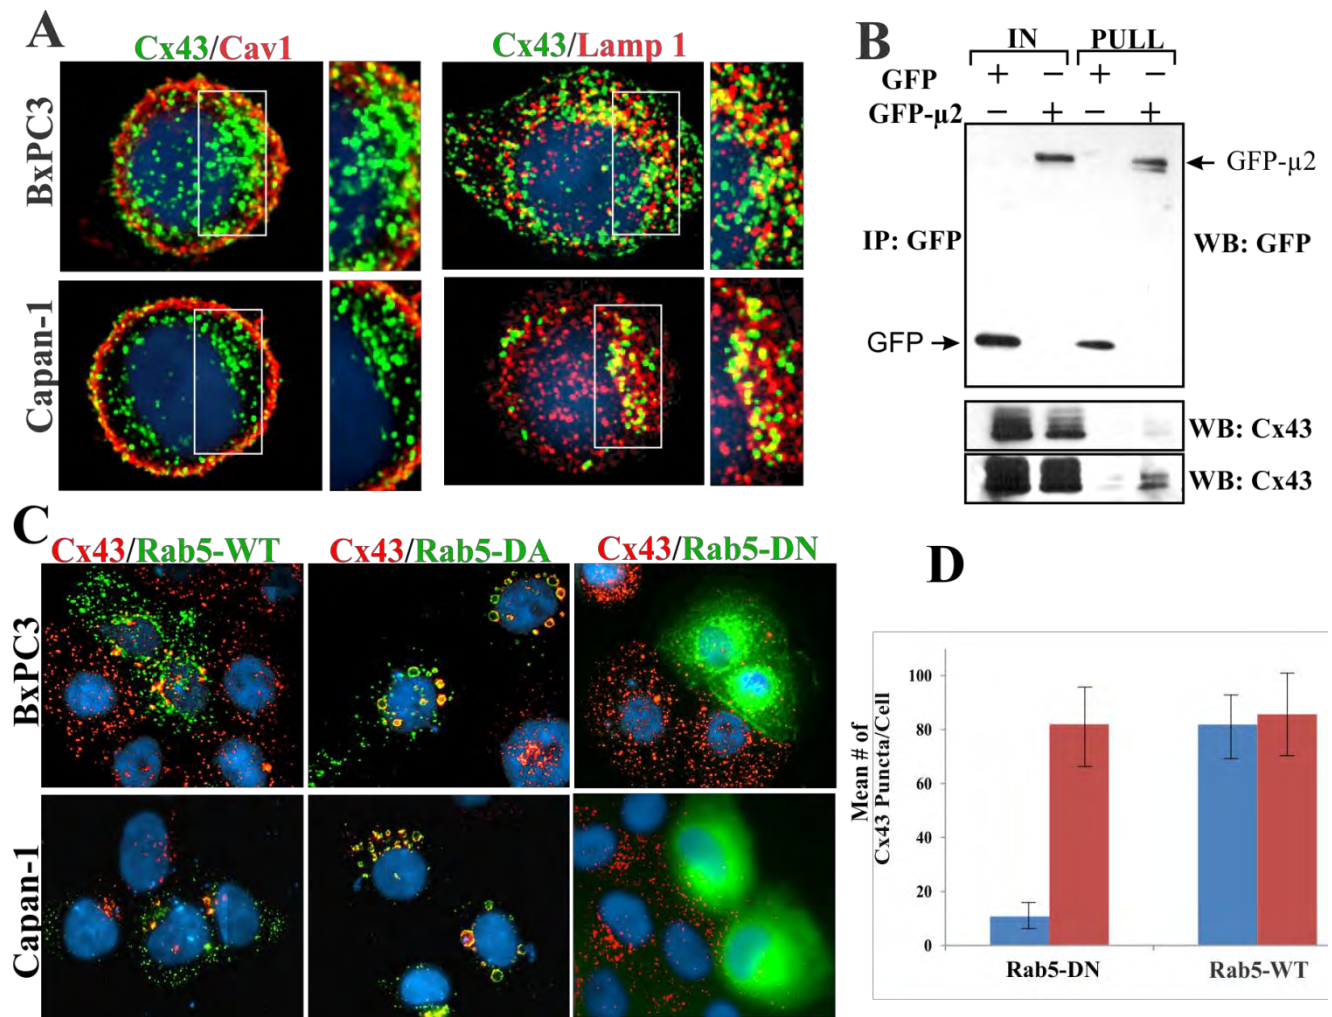 A
Cx43/Cav1
Cx43/Lamp 1
BxPC3
Capan-1
B
IN PULL
GFP + − + −
GFP-μ2 − + − +
GFP-μ2
IP: GFP
WB: GFP
GFP
WB: Cx43
WB: Cx43
C
Cx43/Rab5-WT
Cx43/Rab5-DA
Cx43/Rab5-DN
BxPC3
Capan-1
D
Mean # of
Cx43 Puncta/Cell
100
80
60
40
20
0
Rab5-DN
Rab5-WT